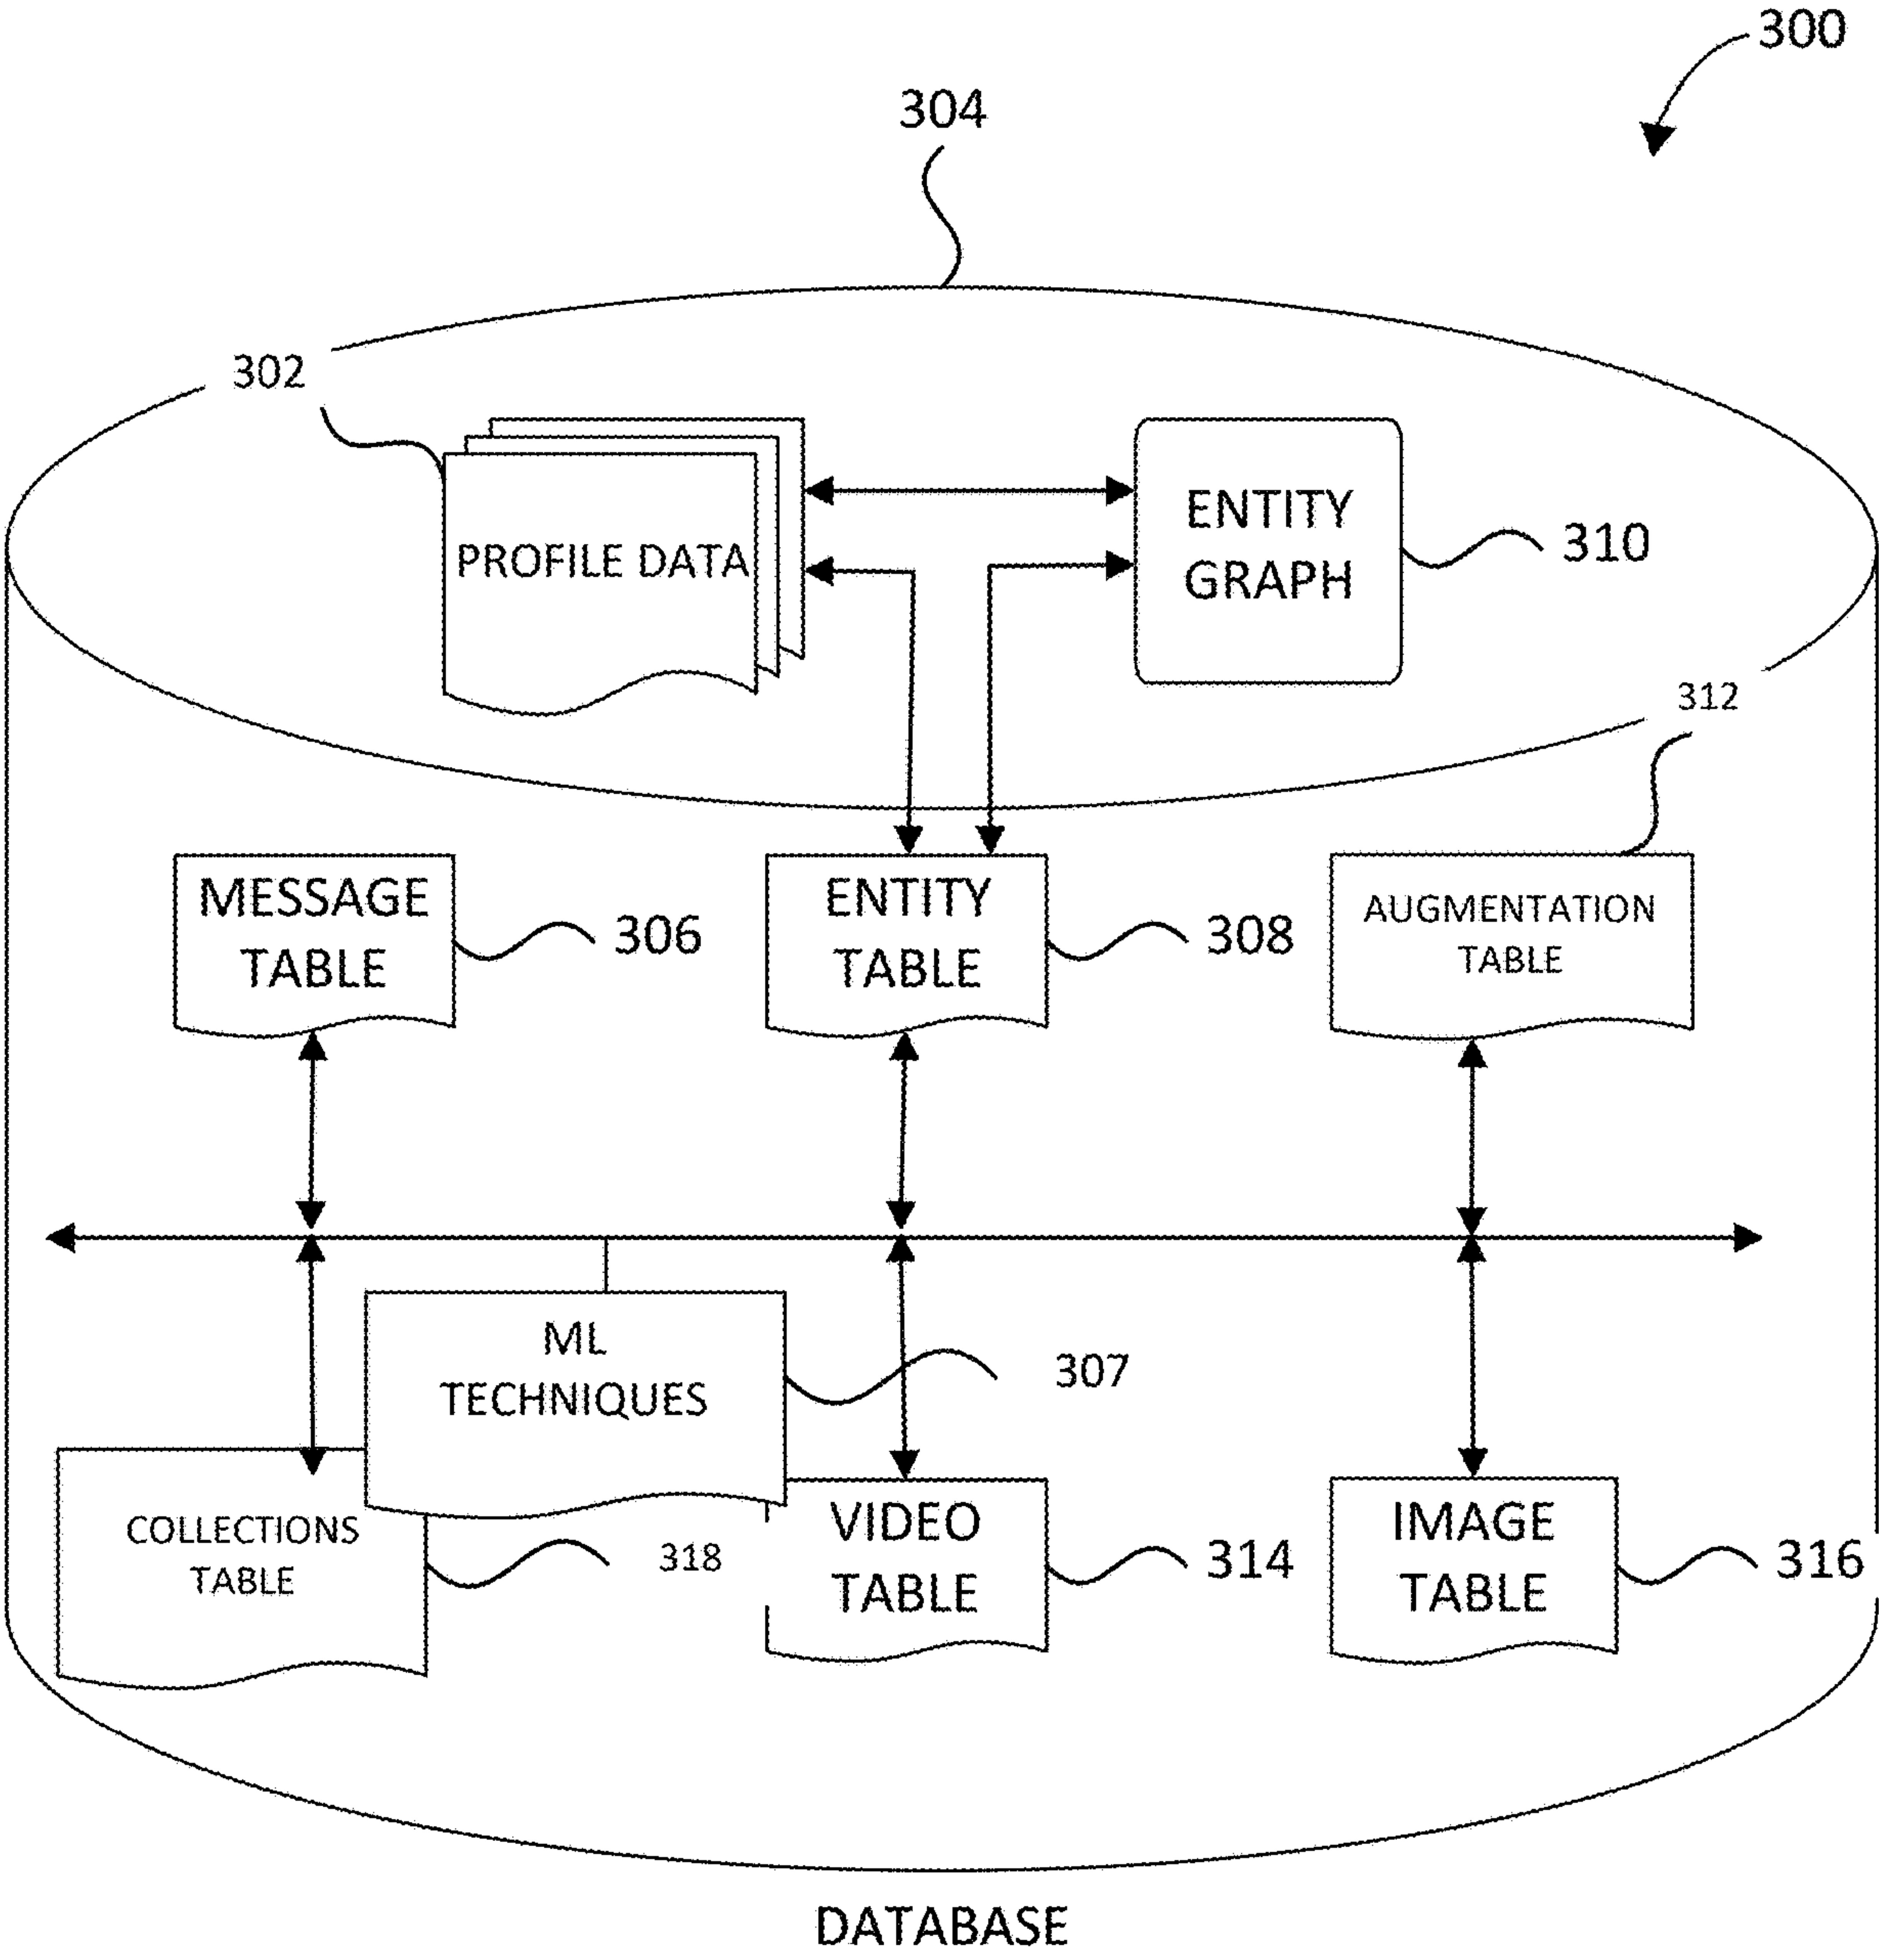 300
304
302
PROFILE DATA
ENTITY
GRAPH
310
312
MESSAGE
TABLE
306
ENTITY
TABLE
308
AUGMENTATION
TABLE
ML
TECHNIQUES
307
COLLECTIONS
TABLE
318
VIDEO
TABLE
314
IMAGE
TABLE
316
DATABASE